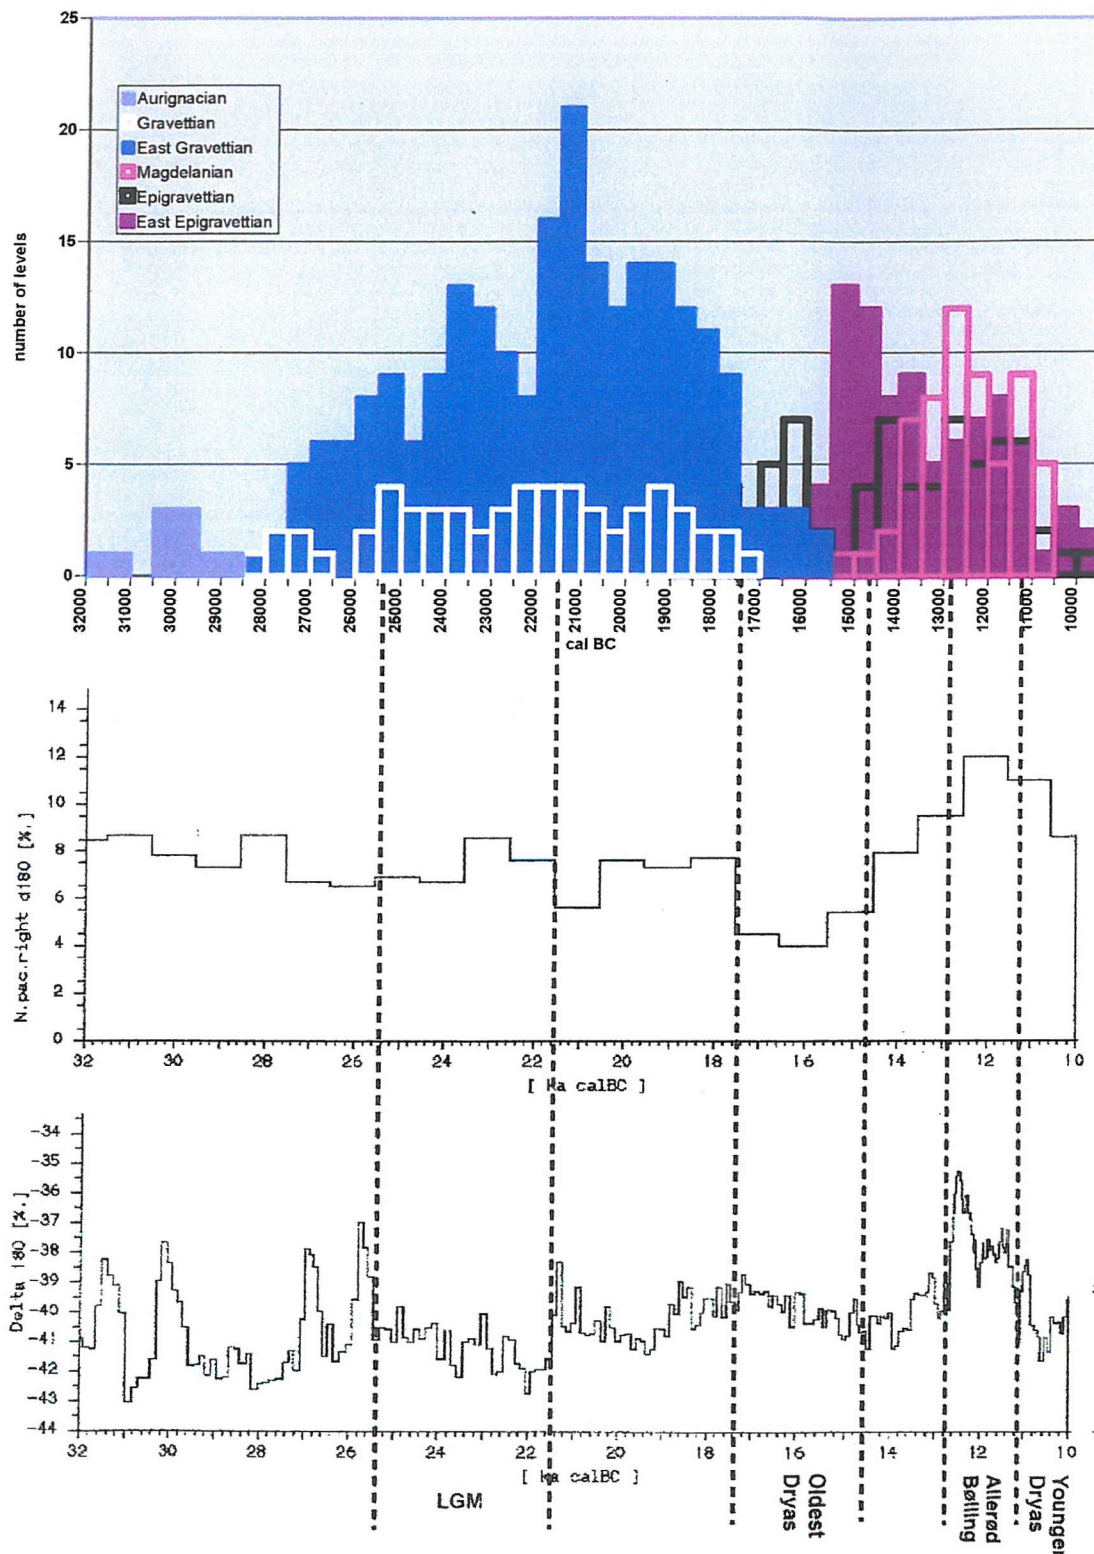 25
20
15
10
5
0
number of levels
Aurignacian
Gravettian
East Gravettian
Magdelanian
Epigravettian
East Epigravettian
32000 31000 30000 29000 28000 27000 26000 25000 24000 23000 22000 21000 20000 19000 18000 17000 16000 15000 14000 13000 12000 11000 10000
cal BC
14
12
10
8
6
4
2
0
N.pac.right d180 [%.]
32 30 28 26 24 22 20 18 16 14 12 10
[ ka calBC ]
-34
-35
-36
-37
-38
-39
-40
-41
-42
-43
-44
Delta 180 [%.]
32 30 28 26 24 22 20 18 16 14 12 10
[ ka calBC ]
LGM
Oldest
Dryas
Allerød
Bølling
Younger
Dryas